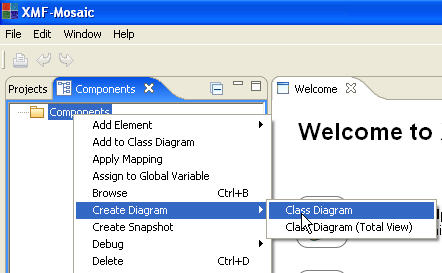 XMF-Mosaic
File Edit Window Help
Projects Components Welcome
Components
Welcome to
Add Element
Add to Class Diagram
Apply Mapping
Assign to Global Variable
Browse Ctrl+B
Create Diagram Class Diagram
Create Snapshot Class Diagram (Total View)
Debug
Delete Ctrl+D